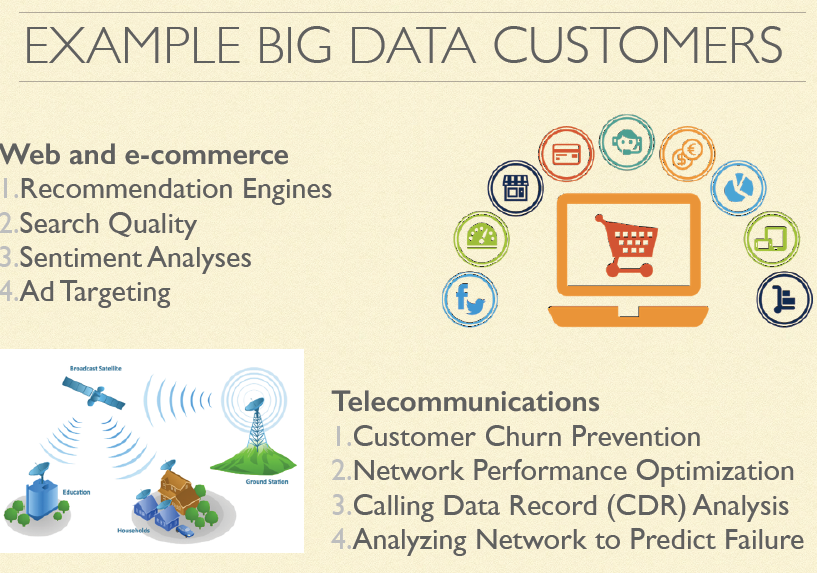 EXAMPLE BIG DATA CUSTOMERS
Web and e-commerce
1.Recommendation Engines
2.Search Quality
3.Sentiment Analyses
4.Ad Targeting
Broadcast Satellite
Education
Households
Ground Station
Telecommunications
1.Customer Churn Prevention
2.Network Performance Optimization
3.Calling Data Record (CDR) Analysis
4.Analyzing Network to Predict Failure